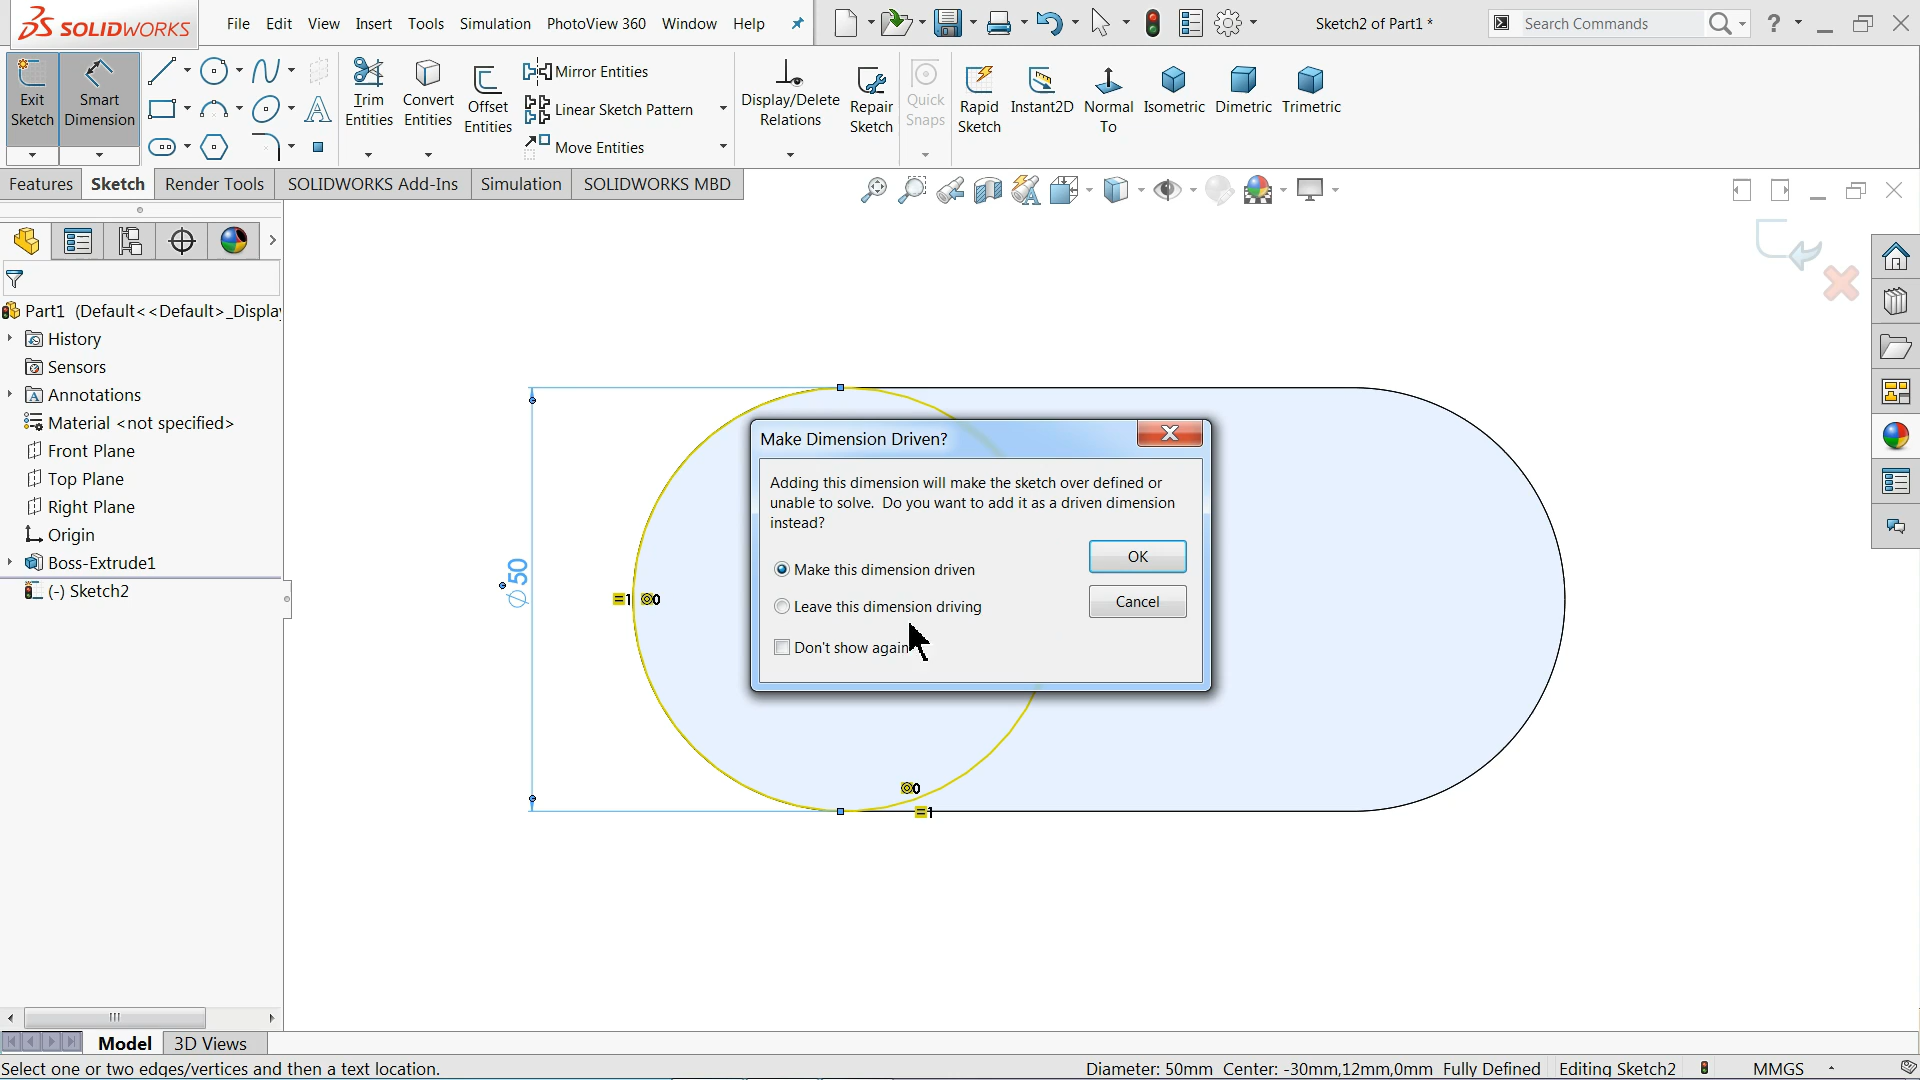 SOLIDWORKS
File Edit View Insert Tools Simulation PhotoView 360 Window Help
Sketch2 of Part1 *
Search Commands
?
Exit Sketch
Smart Dimension
Trim Entities
Convert Entities
Offset Entities
Mirror Entities
Linear Sketch Pattern
Move Entities
Display/Delete Relations
Repair Sketch
Quick Snaps
Rapid Sketch
Instant2D
Normal To
Isometric
Dimetric
Trimetric
Features Sketch Render Tools SOLIDWORKS Add-Ins Simulation SOLIDWORKS MBD
Part1 (Default<<Default>_Display
History
Sensors
Annotations
Material <not specified>
Front Plane
Top Plane
Right Plane
Origin
Boss-Extrude1
(-) Sketch2
∅50
=1 0
0
=1
Make Dimension Driven?
Adding this dimension will make the sketch over defined or
unable to solve. Do you want to add it as a driven dimension
instead?
Make this dimension driven
Leave this dimension driving
Don't show again
OK
Cancel
Model 3D Views
Select one or two edges/vertices and then a text location.
Diameter: 50mm Center: -30mm,12mm,0mm Fully Defined Editing Sketch2 MMGS